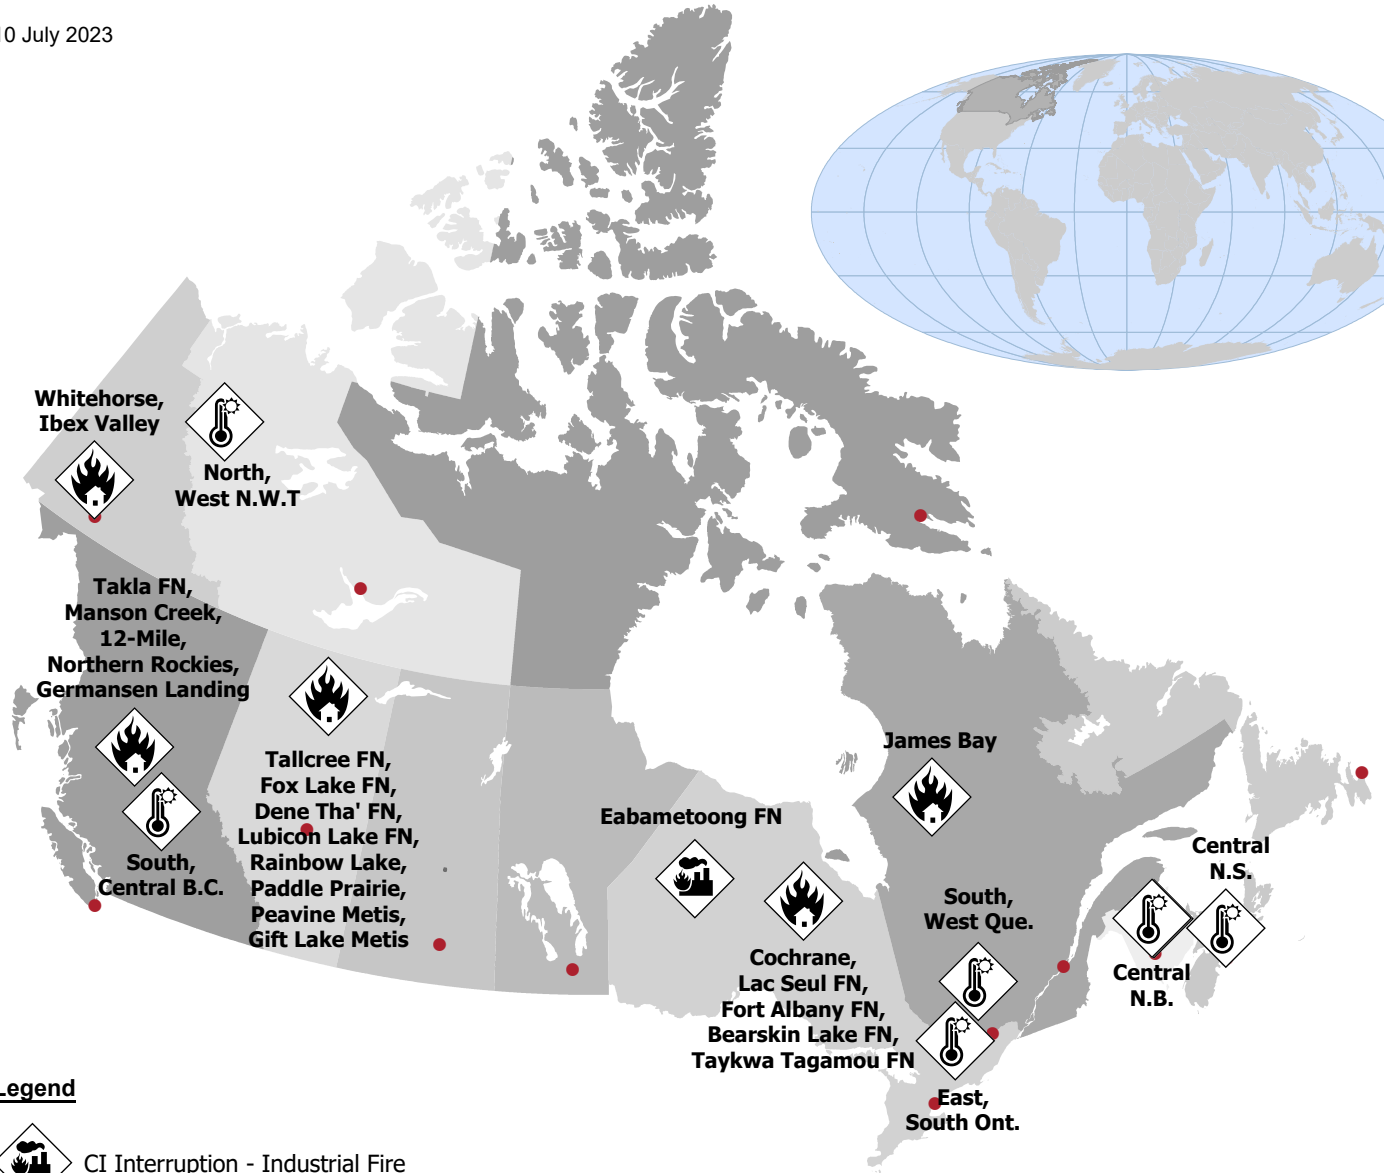 10 July 2023
Whitehorse,
Ibex Valley
North,
West N.W.T
Takla FN,
Manson Creek,
12-Mile,
Northern Rockies,
Germansen Landing
South,
Central B.C.
Tallcree FN,
Fox Lake FN,
Dene Tha' FN,
Lubicon Lake FN,
Rainbow Lake,
Paddle Prairie,
Peavine Metis,
Gift Lake Metis
Eabametoong FN
Cochrane,
Lac Seul FN,
Fort Albany FN,
Bearskin Lake FN,
Taykwa Tagamou FN
James Bay
South,
West Que.
East,
South Ont.
Central
N.S.
Central
N.B.
Legend
CI Interruption - Industrial Fire